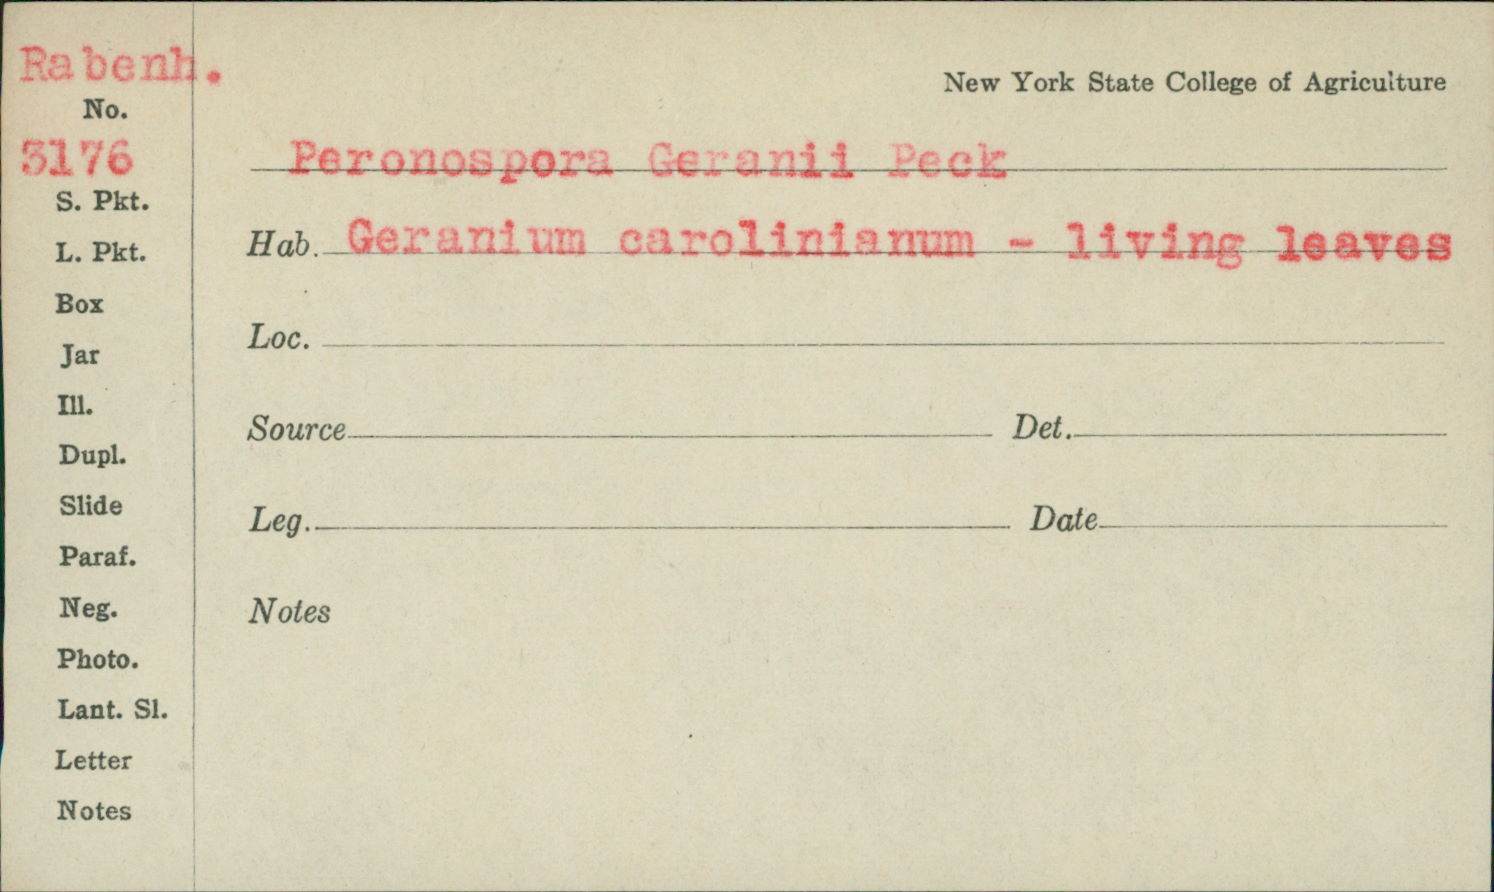 Rabenh.
New York State College of Agriculture
No.
3176
Peronospora Geranii Peck
S. Pkt.
Hab. Geranium carolinianum - living leaves
L. Pkt.
Box
Loc.
Jar
Ill.
Source Det.
Dupl.
Slide
Leg. Date
Paraf.
Neg.
Notes
Photo.
Lant. Sl.
Letter
Notes